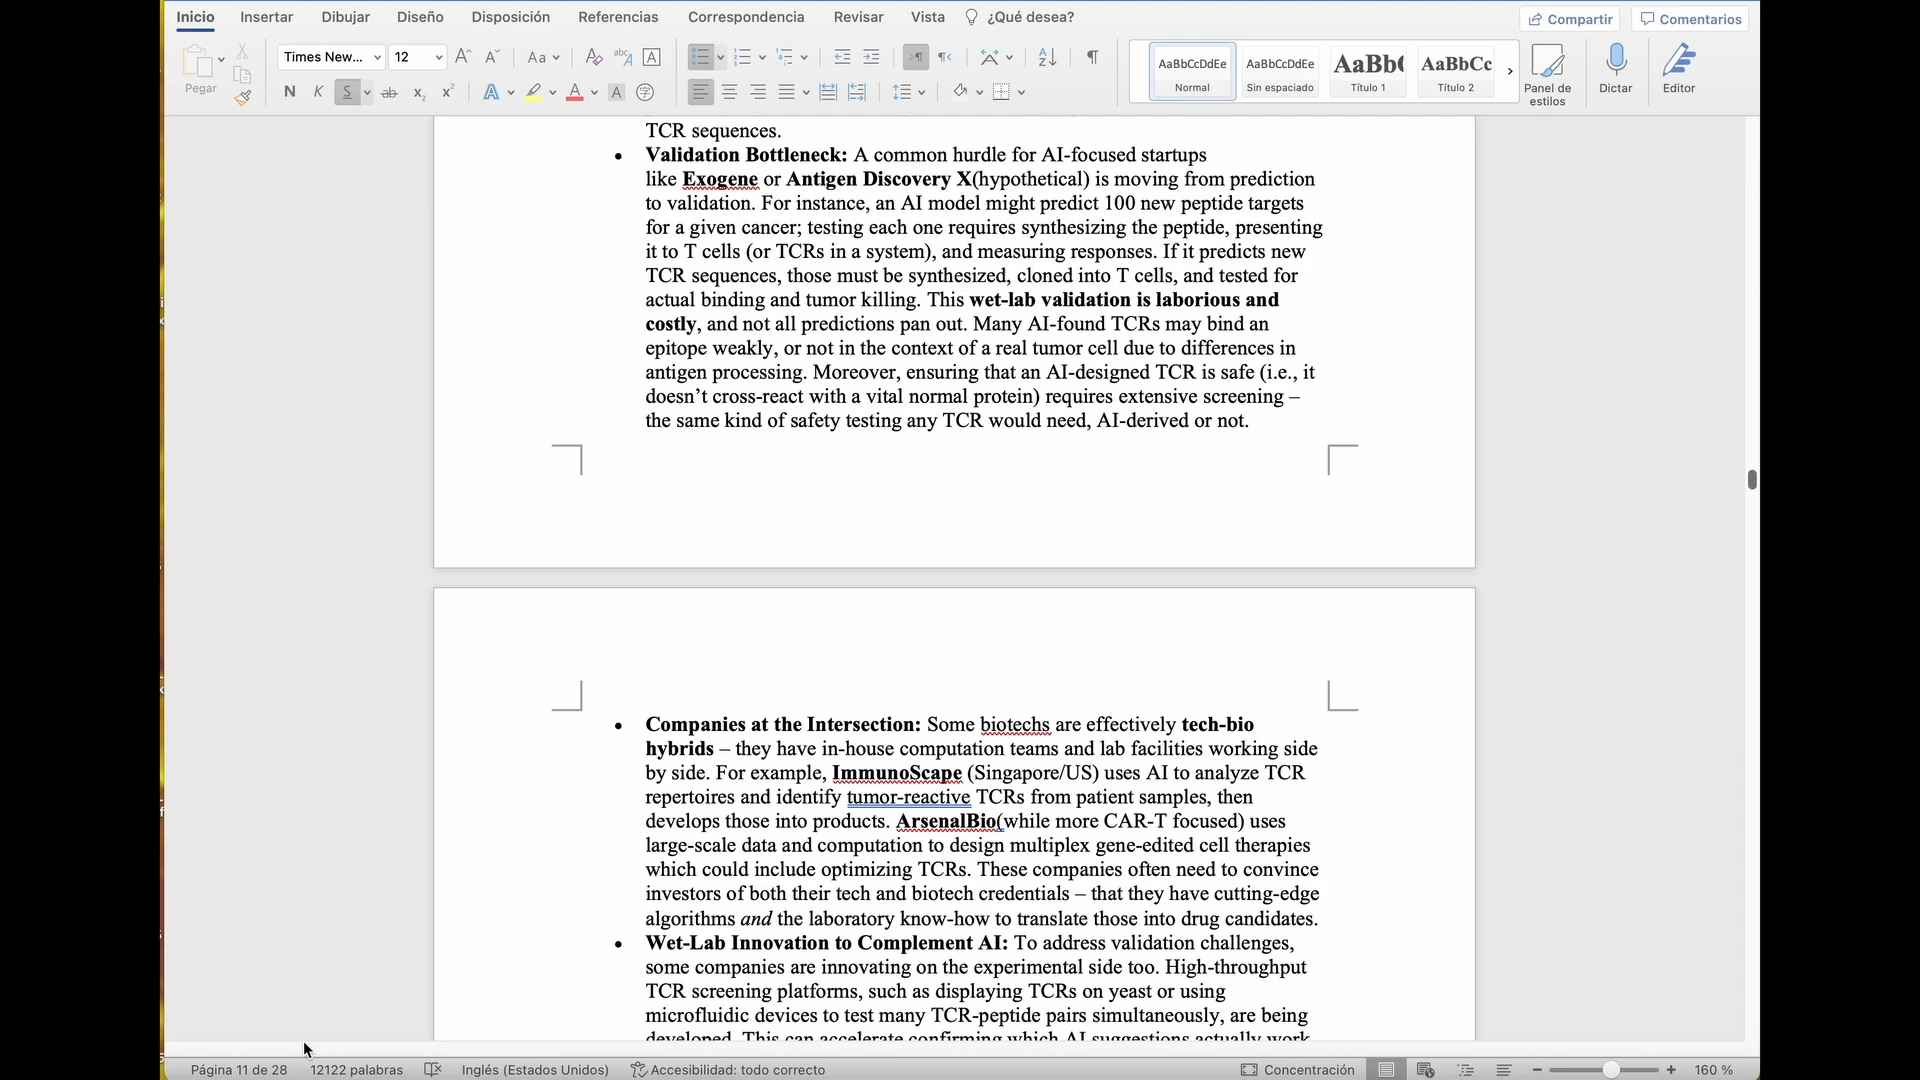 Inicio Insertar Dibujar Diseño Disposición Referencias Correspondencia Revisar Vista ¿Qué desea? Compartir Comentarios
Times New... 12 Aa
AaBbCcDdEe AaBbCcDdEe AaBb( AaBbCc
Pegar Normal Sin espaciado Título 1 Título 2 Panel de estilos Dictar Editor
N K S ab x₂ x² A A A
TCR sequences.
• Validation Bottleneck: A common hurdle for AI-focused startups
like Exogene or Antigen Discovery X(hypothetical) is moving from prediction
to validation. For instance, an AI model might predict 100 new peptide targets
for a given cancer; testing each one requires synthesizing the peptide, presenting
it to T cells (or TCRs in a system), and measuring responses. If it predicts new
TCR sequences, those must be synthesized, cloned into T cells, and tested for
actual binding and tumor killing. This wet-lab validation is laborious and
costly, and not all predictions pan out. Many AI-found TCRs may bind an
epitope weakly, or not in the context of a real tumor cell due to differences in
antigen processing. Moreover, ensuring that an AI-designed TCR is safe (i.e., it
doesn’t cross-react with a vital normal protein) requires extensive screening –
the same kind of safety testing any TCR would need, AI-derived or not.
• Companies at the Intersection: Some biotechs are effectively tech-bio
hybrids – they have in-house computation teams and lab facilities working side
by side. For example, ImmunoScape (Singapore/US) uses AI to analyze TCR
repertoires and identify tumor-reactive TCRs from patient samples, then
develops those into products. ArsenalBio(while more CAR-T focused) uses
large-scale data and computation to design multiplex gene-edited cell therapies
which could include optimizing TCRs. These companies often need to convince
investors of both their tech and biotech credentials – that they have cutting-edge
algorithms and the laboratory know-how to translate those into drug candidates.
• Wet-Lab Innovation to Complement AI: To address validation challenges,
some companies are innovating on the experimental side too. High-throughput
TCR screening platforms, such as displaying TCRs on yeast or using
microfluidic devices to test many TCR-peptide pairs simultaneously, are being
developed. This can accelerate confirming which AI suggestions actually work
Página 11 de 28 12122 palabras Inglés (Estados Unidos) Accesibilidad: todo correcto Concentración 160 %